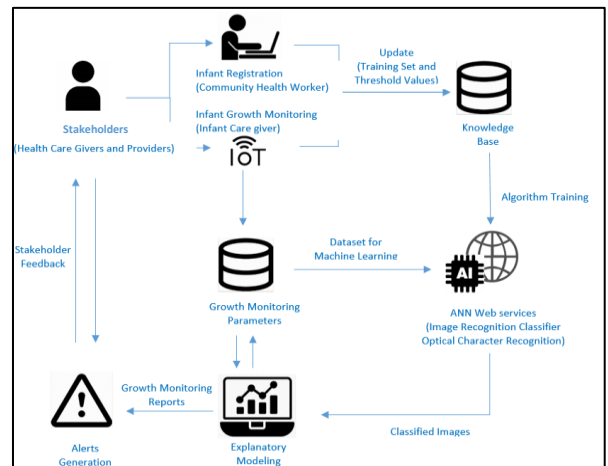 Infant Registration
(Community Health Worker)
Update
(Training Set and
Threshold Values)
Stakeholders
(Health Care Givers and Providers)
Infant Growth Monitoring
(Infant Care giver)
IoT
Knowledge
Base
Algorithm Training
Stakeholder
Feedback
Dataset for
Machine Learning
AI
Growth Monitoring
Parameters
ANN Web services
(Image Recognition Classifier
Optical Character Recognition)
Growth Monitoring
Reports
Classified Images
Alerts
Generation
Explanatory
Modeling